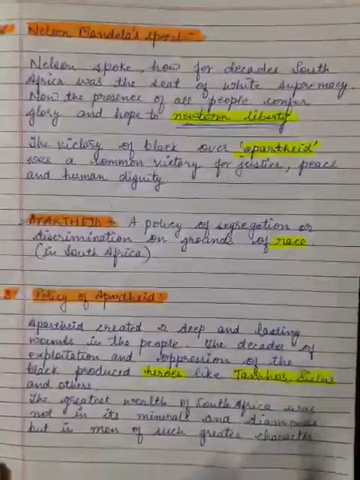 Nelson Mandela's speech:-
Nelson spoke, how for decades South
Africa was the seat of white supremacy.
Now the presence of all people confer
glory and hope to newborn liberty
The victory of black over 'apartheid'
was a common victory for justice, peace
and human dignity
APARTHEID → A policy of segregation or
discrimination on grounds of race.
(in South Africa)
Policy of Apartheid:
Apartheid created a deep and lasting
wounds in the people. The decades of
exploitation and oppression of the
black produced heroes like
and others
The greatest wealth of South Africa was
not in its minerals and diamonds
but in men of such greater character